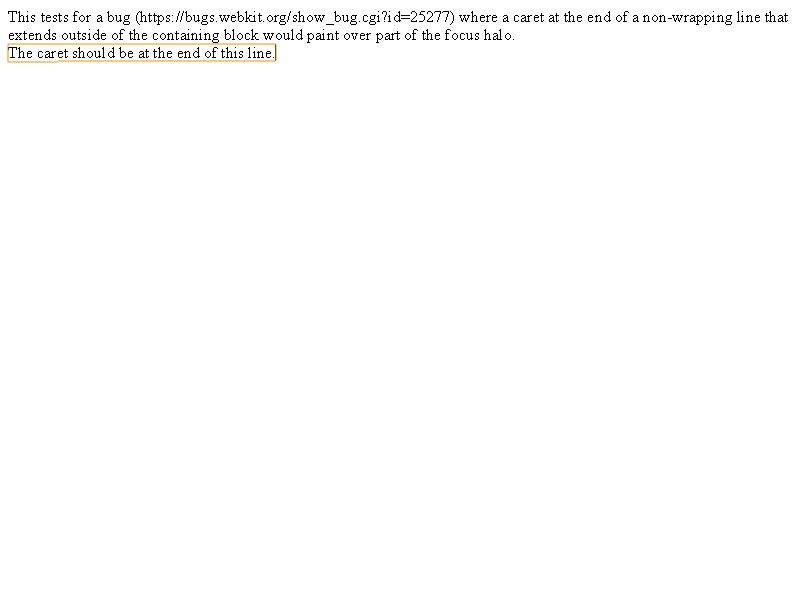 This tests for a bug (https://bugs.webkit.org/show_bug.cgi?id=25277) where a caret at the end of a non-wrapping line that
extends outside of the containing block would paint over part of the focus halo.
The caret should be at the end of this line.